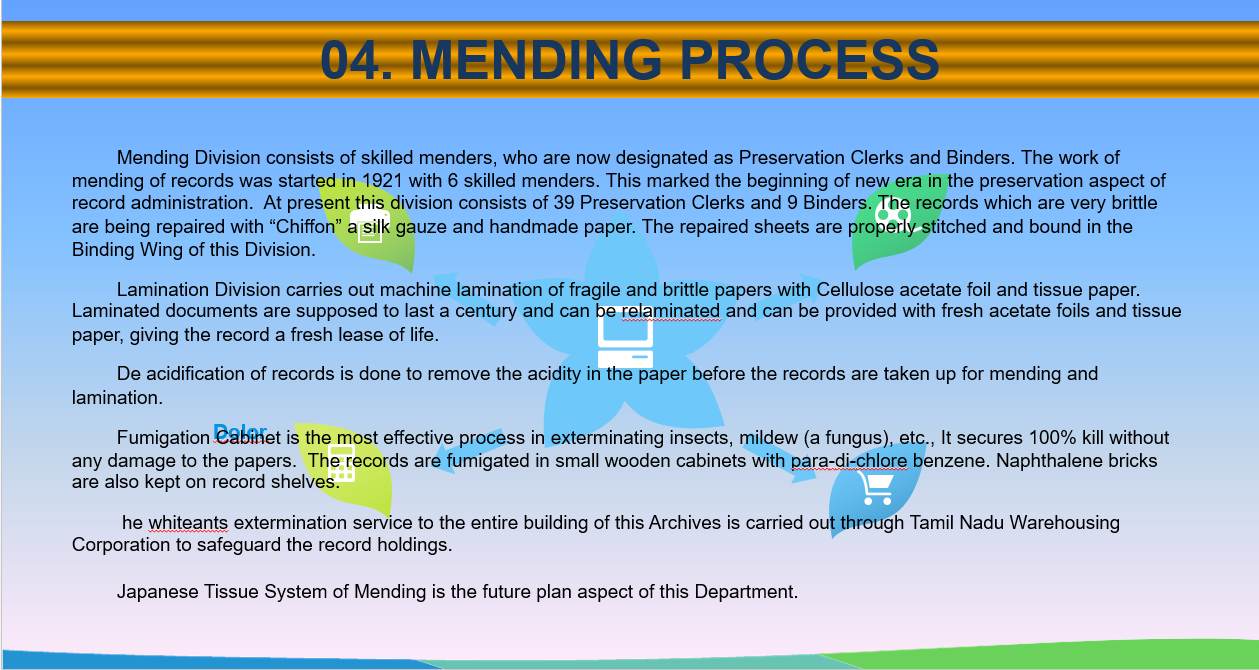 04. MENDING PROCESS
Mending Division consists of skilled menders, who are now designated as Preservation Clerks and Binders. The work of
mending of records was started in 1921 with 6 skilled menders. This marked the beginning of new era in the preservation aspect of
record administration.  At present this division consists of 39 Preservation Clerks and 9 Binders. The records which are very brittle
are being repaired with “Chiffon” a silk gauze and handmade paper. The repaired sheets are properly stitched and bound in the
Binding Wing of this Division.
Lamination Division carries out machine lamination of fragile and brittle papers with Cellulose acetate foil and tissue paper.
Laminated documents are supposed to last a century and can be relaminated and can be provided with fresh acetate foils and tissue
paper, giving the record a fresh lease of life.
De acidification of records is done to remove the acidity in the paper before the records are taken up for mending and
lamination.
Dolor
Fumigation Cabinet is the most effective process in exterminating insects, mildew (a fungus), etc., It secures 100% kill without
any damage to the papers.  The records are fumigated in small wooden cabinets with para-di-chlore benzene. Naphthalene bricks
are also kept on record shelves.
he whiteants extermination service to the entire building of this Archives is carried out through Tamil Nadu Warehousing
Corporation to safeguard the record holdings.
Japanese Tissue System of Mending is the future plan aspect of this Department.